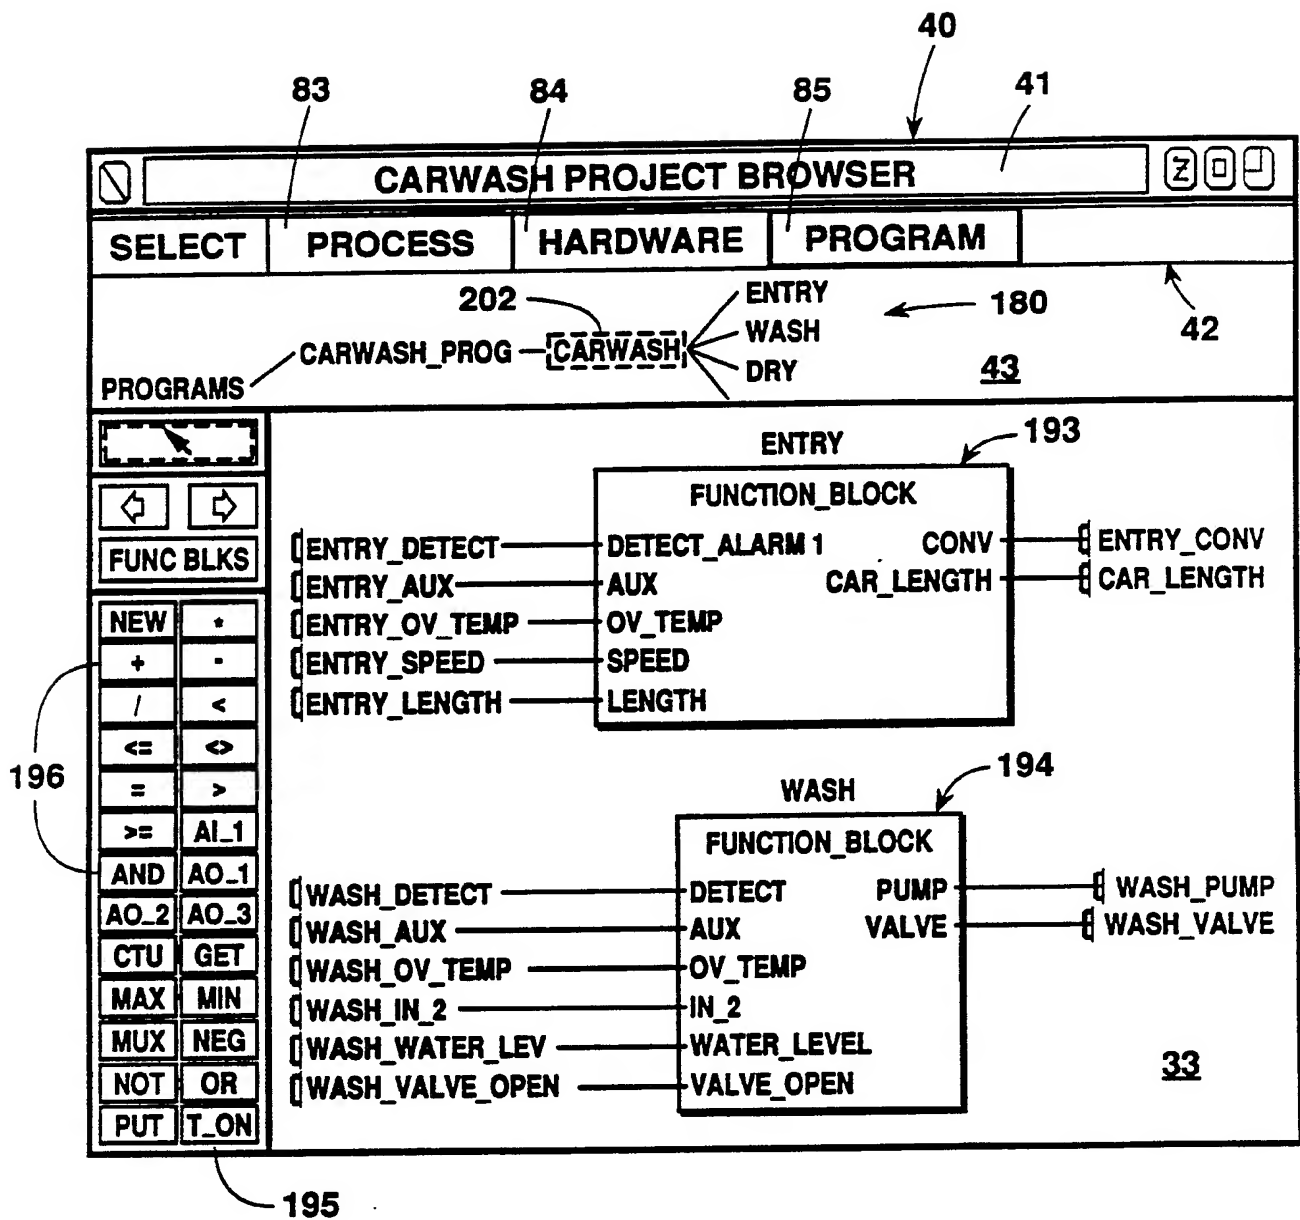 40
83 84 85 41
CARWASH PROJECT BROWSER
SELECT PROCESS HARDWARE PROGRAM
202 ENTRY 180 42
CARWASH_PROG CARWASH WASH
PROGRAMS DRY 43
ENTRY 193
FUNCTION_BLOCK
FUNC BLKS
ENTRY_DETECT DETECT_ALARM 1 CONV ENTRY_CONV
ENTRY_AUX AUX CAR_LENGTH CAR_LENGTH
ENTRY_OV_TEMP OV_TEMP
ENTRY_SPEED SPEED
ENTRY_LENGTH LENGTH
NEW *
+ -
/ <
<= <>
= >
>= AI_1
AND AO_1
AO_2 AO_3
CTU GET
MAX MIN
MUX NEG
NOT OR
PUT T_ON
196
195
WASH 194
FUNCTION_BLOCK
WASH_DETECT DETECT PUMP WASH_PUMP
WASH_AUX AUX VALVE WASH_VALVE
WASH_OV_TEMP OV_TEMP
WASH_IN_2 IN_2
WASH_WATER_LEV WATER_LEVEL
WASH_VALVE_OPEN VALVE_OPEN
33